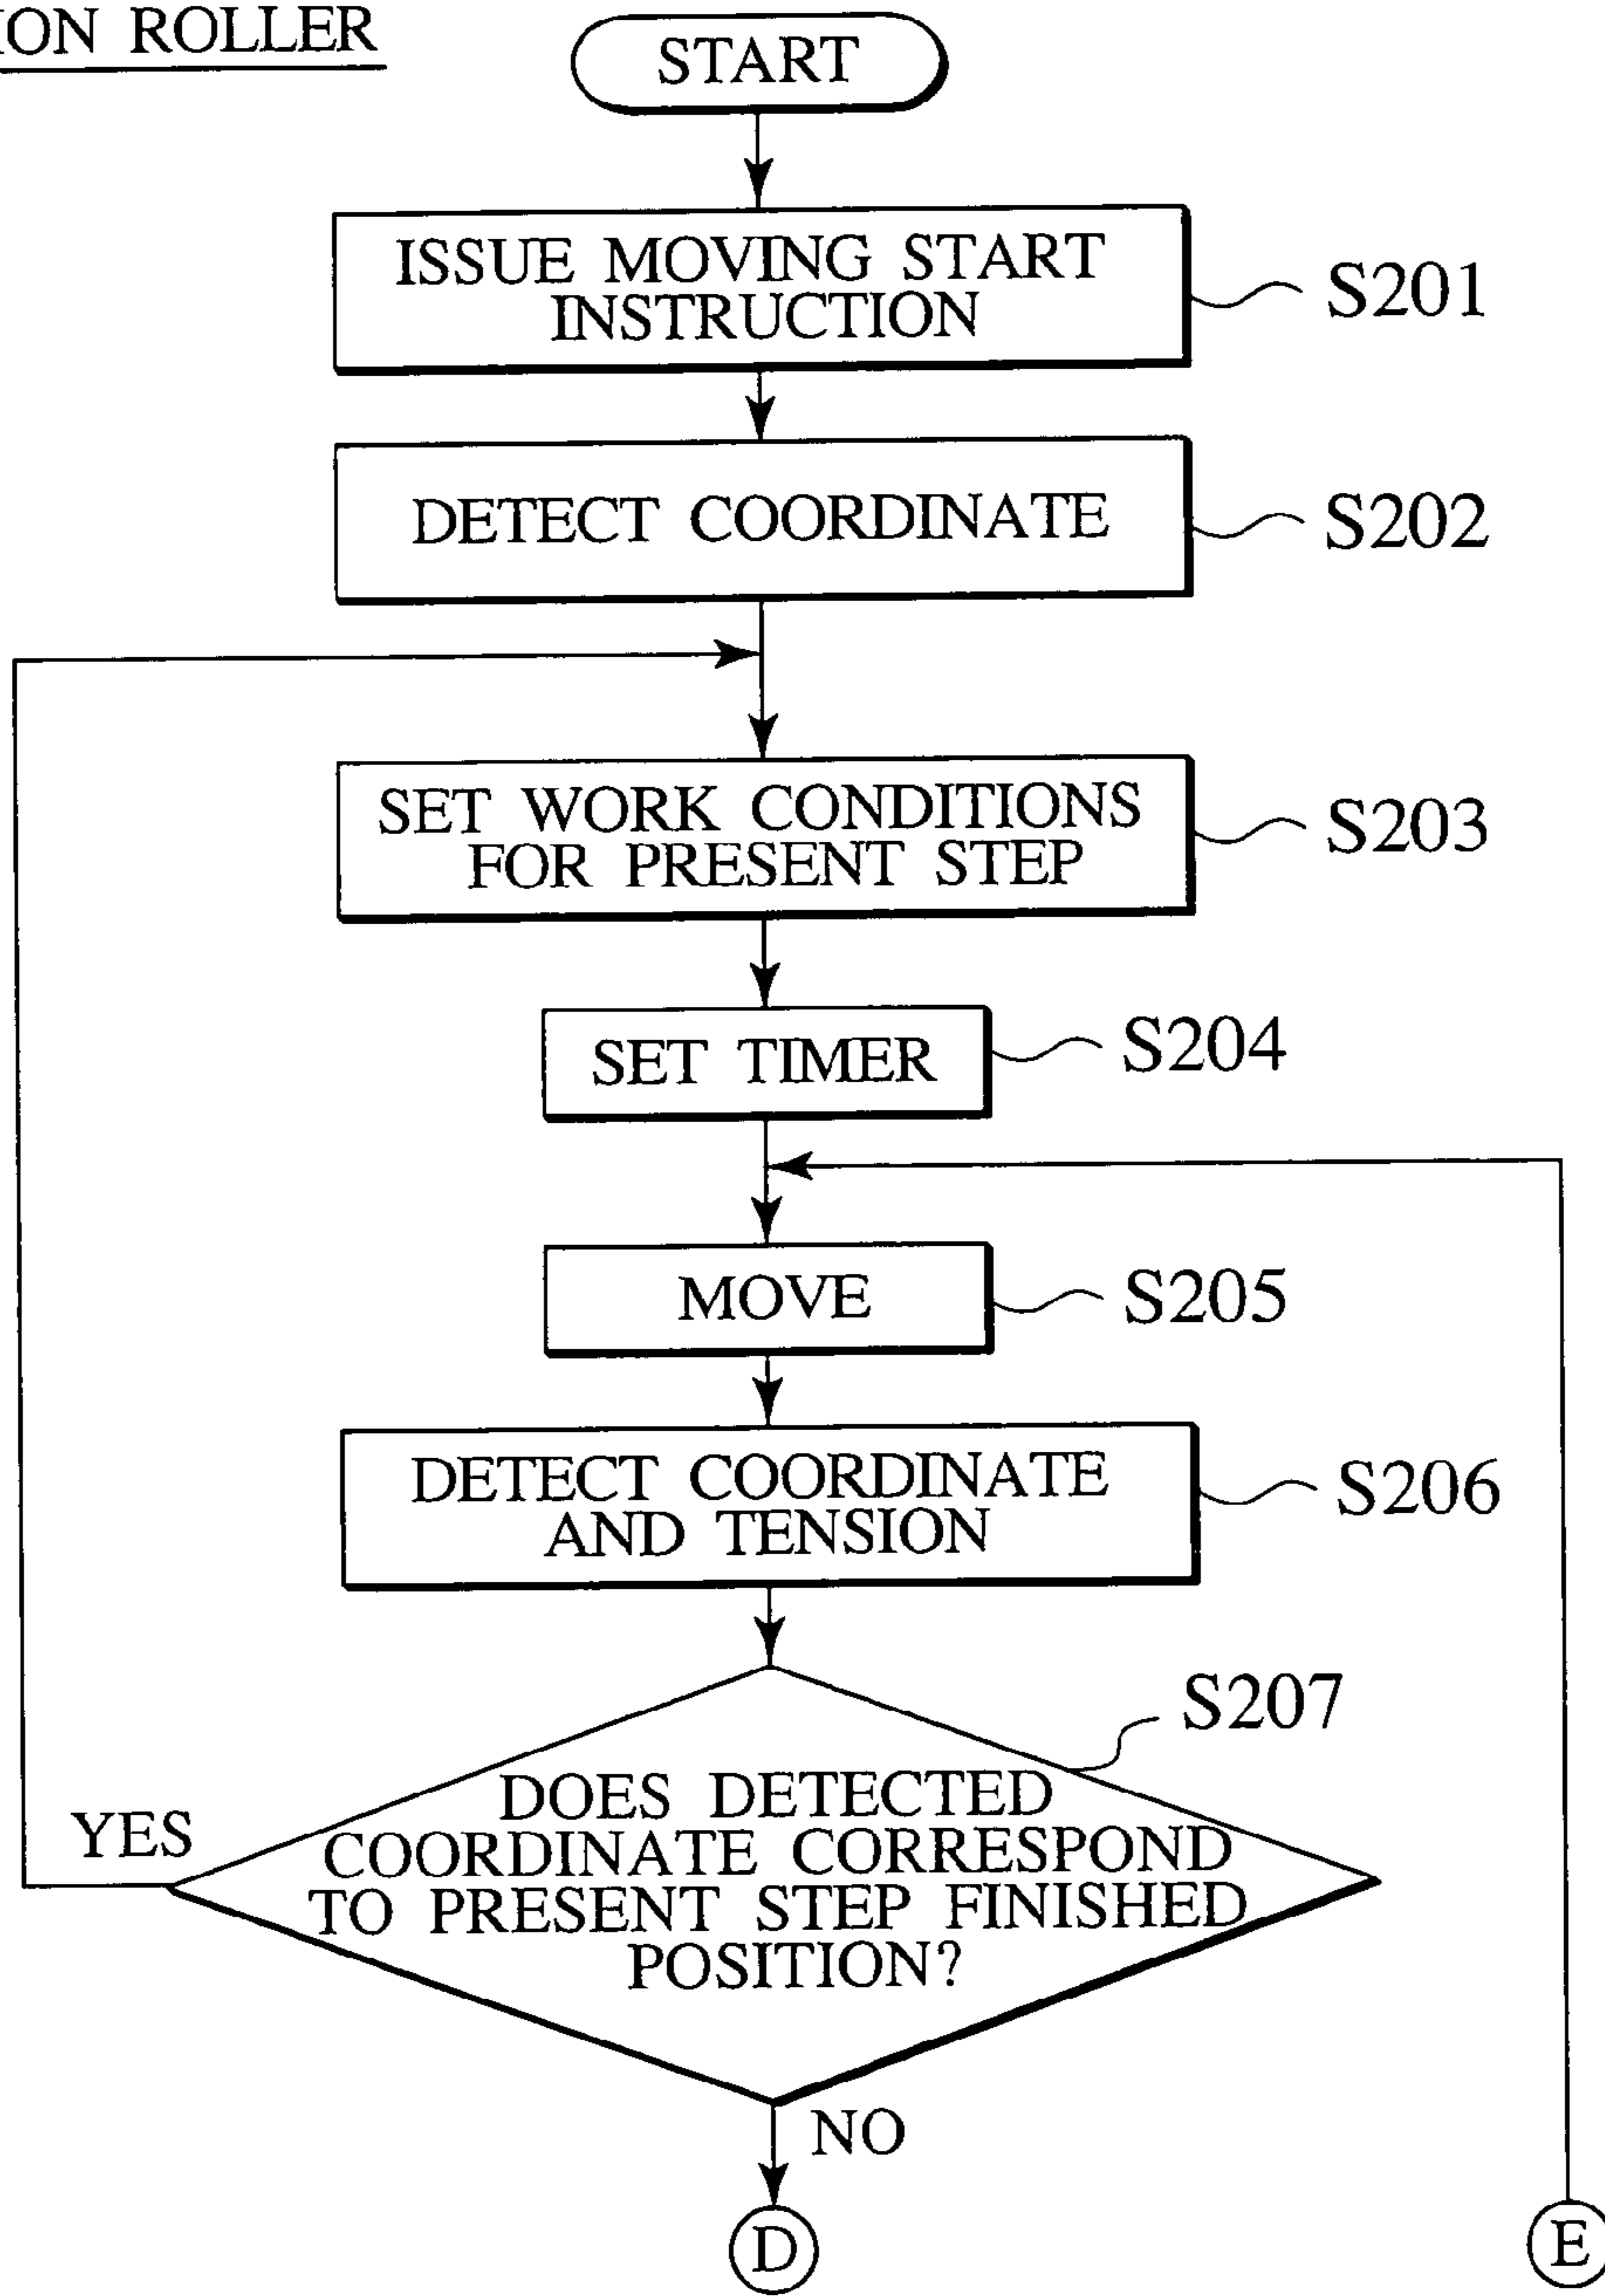 ION ROLLER
START
ISSUE MOVING START
INSTRUCTION
S201
DETECT COORDINATE
S202
SET WORK CONDITIONS
FOR PRESENT STEP
S203
SET TIMER
S204
MOVE
S205
DETECT COORDINATE
AND TENSION
S206
S207
DOES DETECTED
COORDINATE CORRESPOND
TO PRESENT STEP FINISHED
POSITION?
YES
NO
D
E